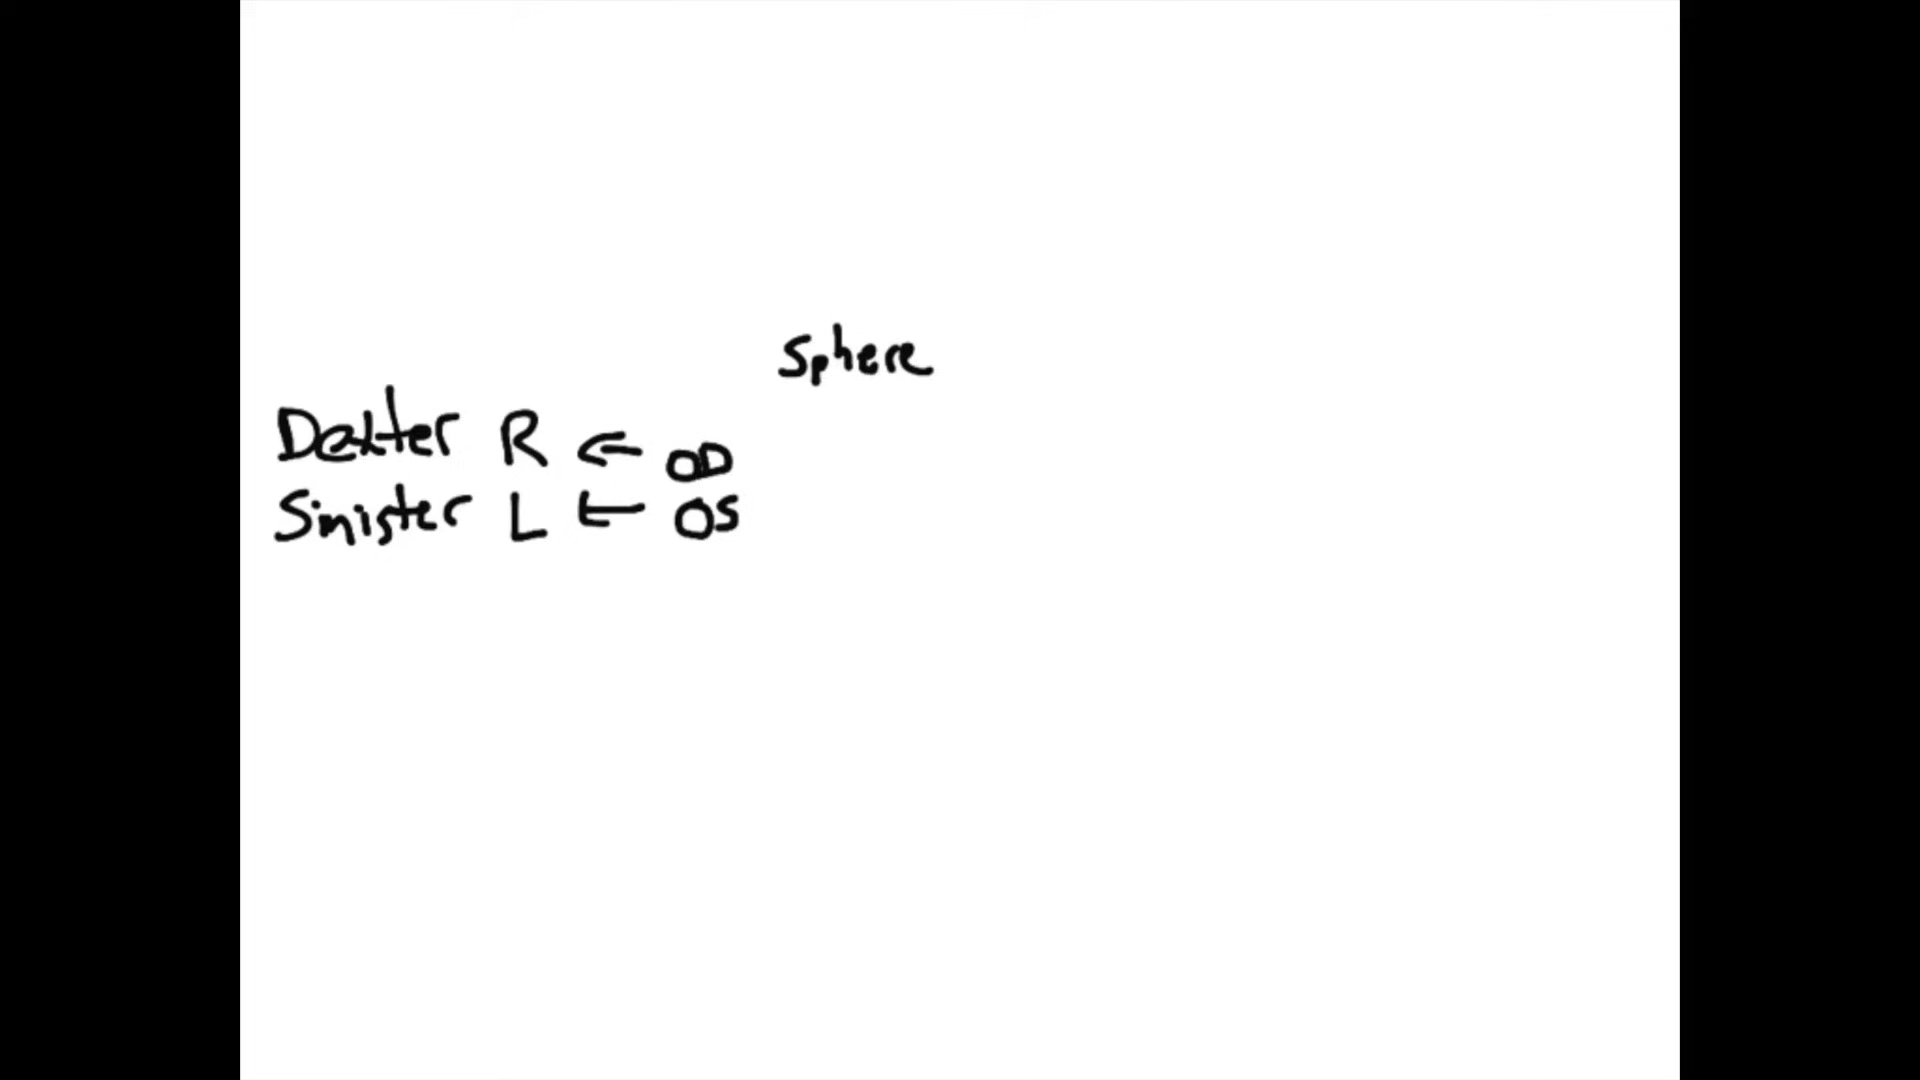 Sphere
Dexter R ← OD
Sinister L ← OS